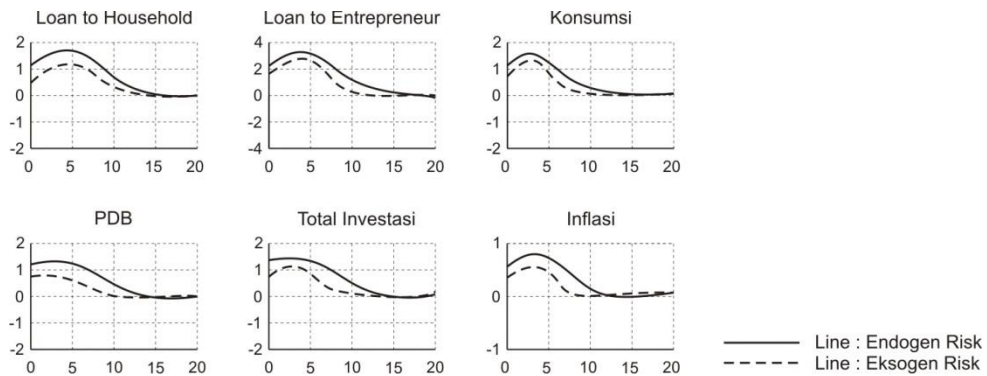 Loan to Household
Loan to Entrepreneur
Konsumsi
2
1
0
-1
-2
0 5 10 15 20
4
2
0
-2
-4
0 5 10 15 20
2
1
0
-1
-2
0 5 10 15 20
PDB
Total Investasi
Inflasi
2
1
0
-1
-2
0 5 10 15 20
2
1
0
-1
-2
0 5 10 15 20
1
0
-1
0 5 10 15 20
Line : Endogen Risk
Line : Eksogen Risk